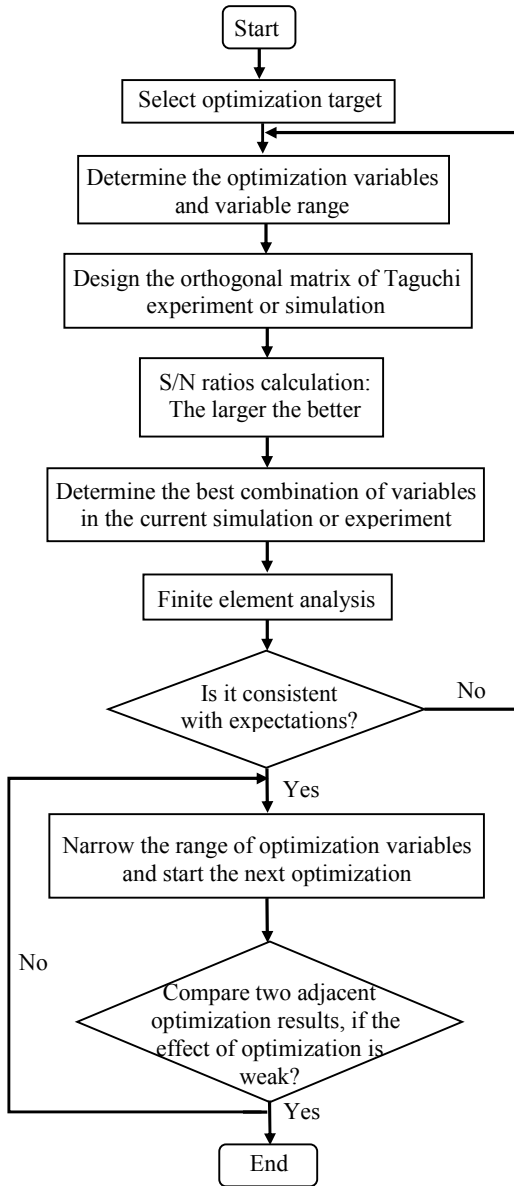 Start
Select optimization target
Determine the optimization variables
and variable range
Design the orthogonal matrix of Taguchi
experiment or simulation
S/N ratios calculation:
The larger the better
Determine the best combination of variables
in the current simulation or experiment
Finite element analysis
Is it consistent
with expectations?
No
Yes
Narrow the range of optimization variables
and start the next optimization
No
Compare two adjacent
optimization results, if the
effect of optimization is
weak?
Yes
End